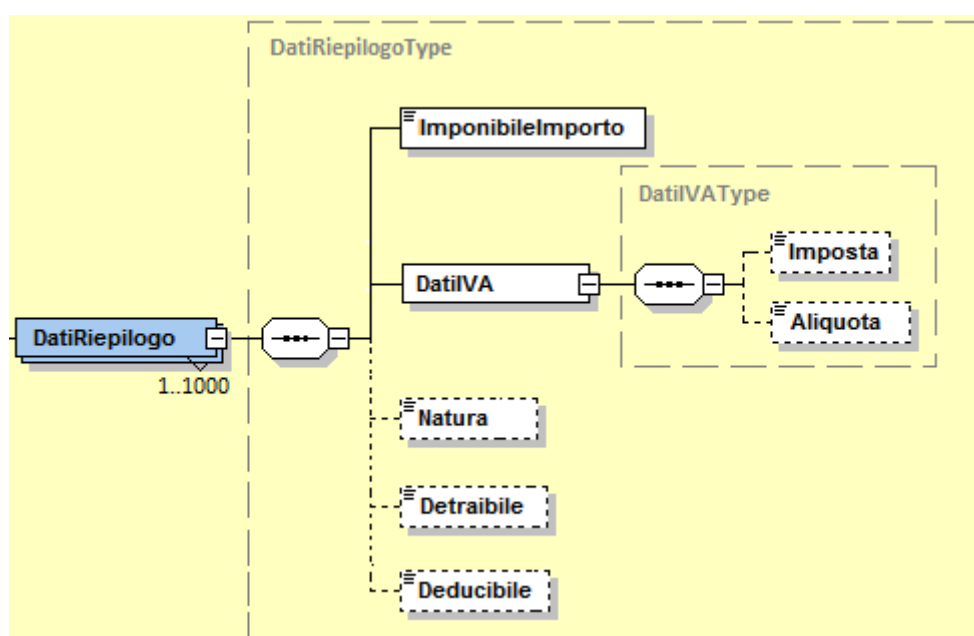 DatiRiepilogoType
ImponibileImporto
DatiIVAType
Imposta
DatiIVA
Aliquota
DatiRiepilogo
1..1000
Natura
Detraibile
Deducibile